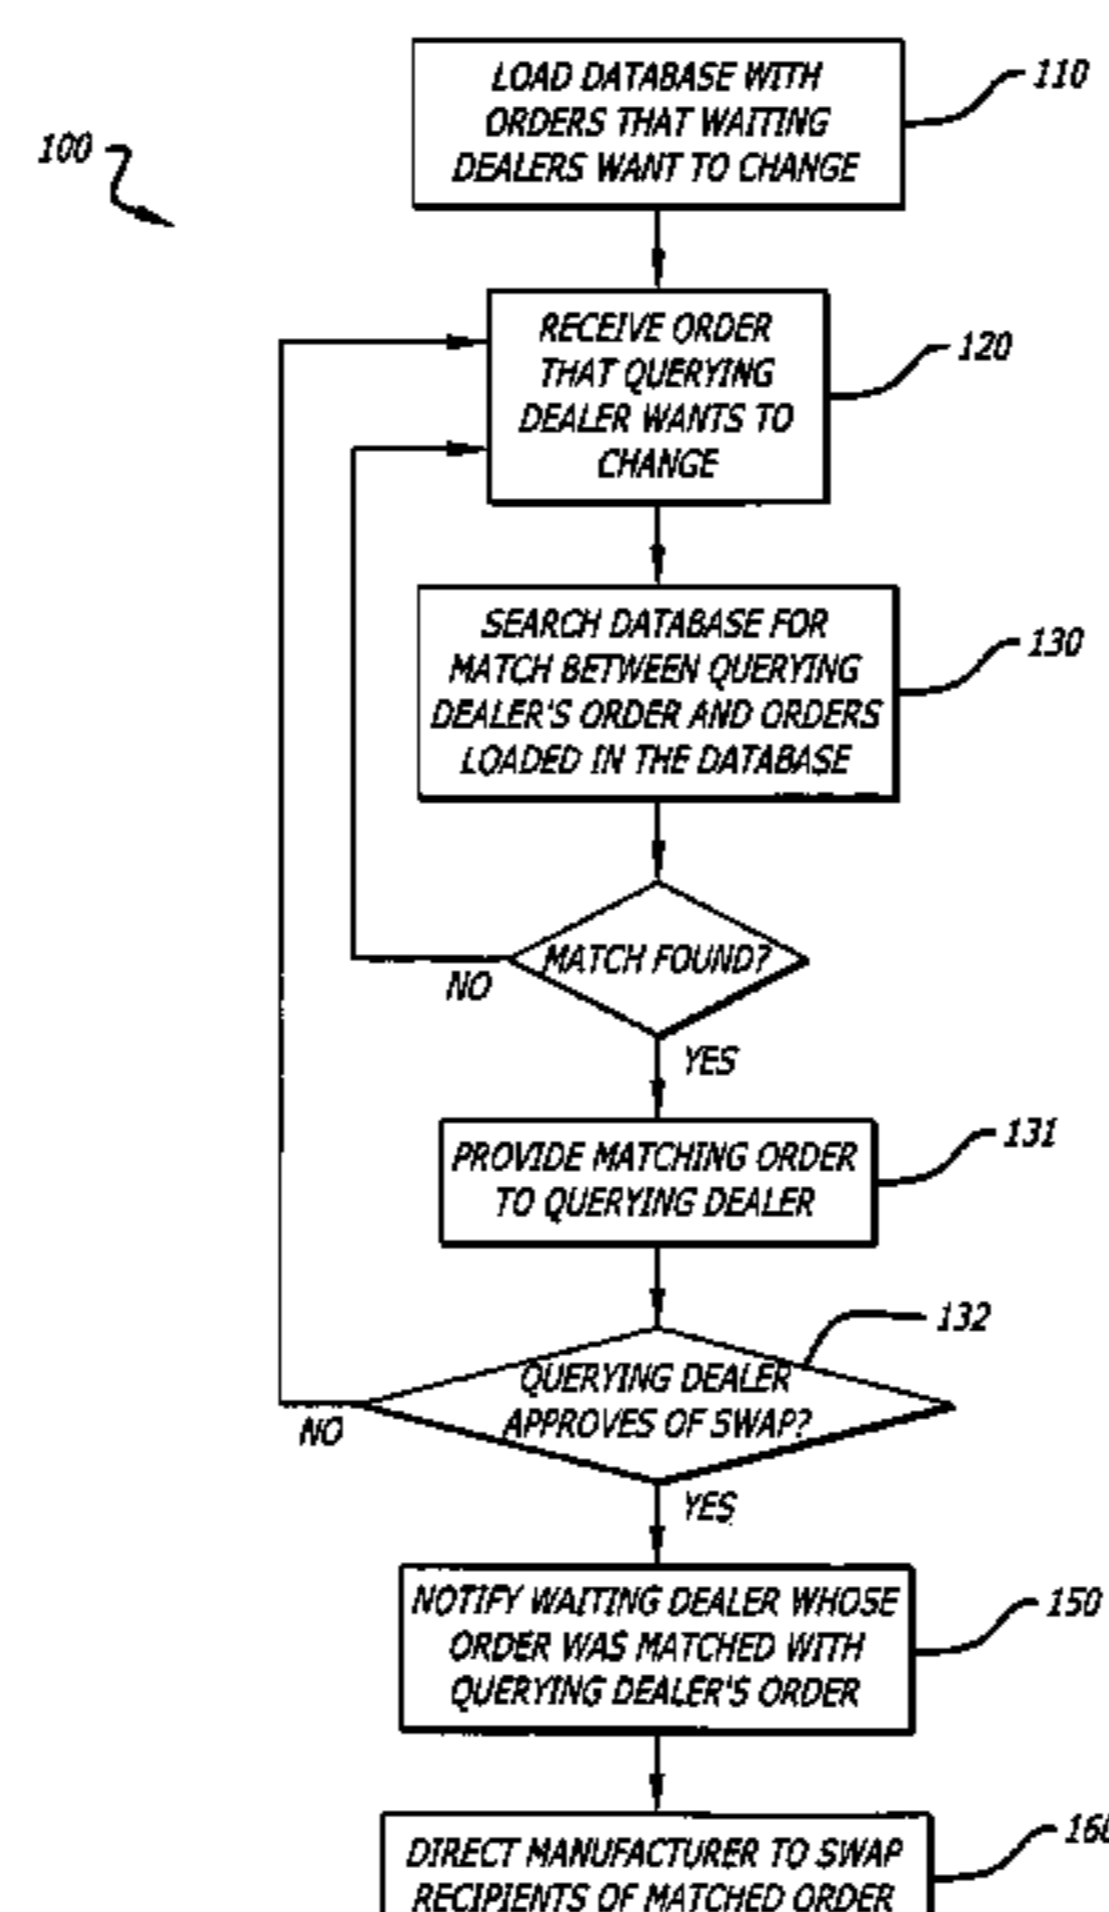 LOAD DATABASE WITH
ORDERS THAT WAITING
DEALERS WANT TO CHANGE
110
100
RECEIVE ORDER
THAT QUERYING
DEALER WANTS TO
CHANGE
120
SEARCH DATABASE FOR
MATCH BETWEEN QUERYING
DEALER'S ORDER AND ORDERS
LOADED IN THE DATABASE
130
MATCH FOUND?
NO
YES
PROVIDE MATCHING ORDER
TO QUERYING DEALER
131
132
QUERYING DEALER
APPROVES OF SWAP?
NO
YES
NOTIFY WAITING DEALER WHOSE
ORDER WAS MATCHED WITH
QUERYING DEALER'S ORDER
150
DIRECT MANUFACTURER TO SWAP
RECIPIENTS OF MATCHED ORDER
160